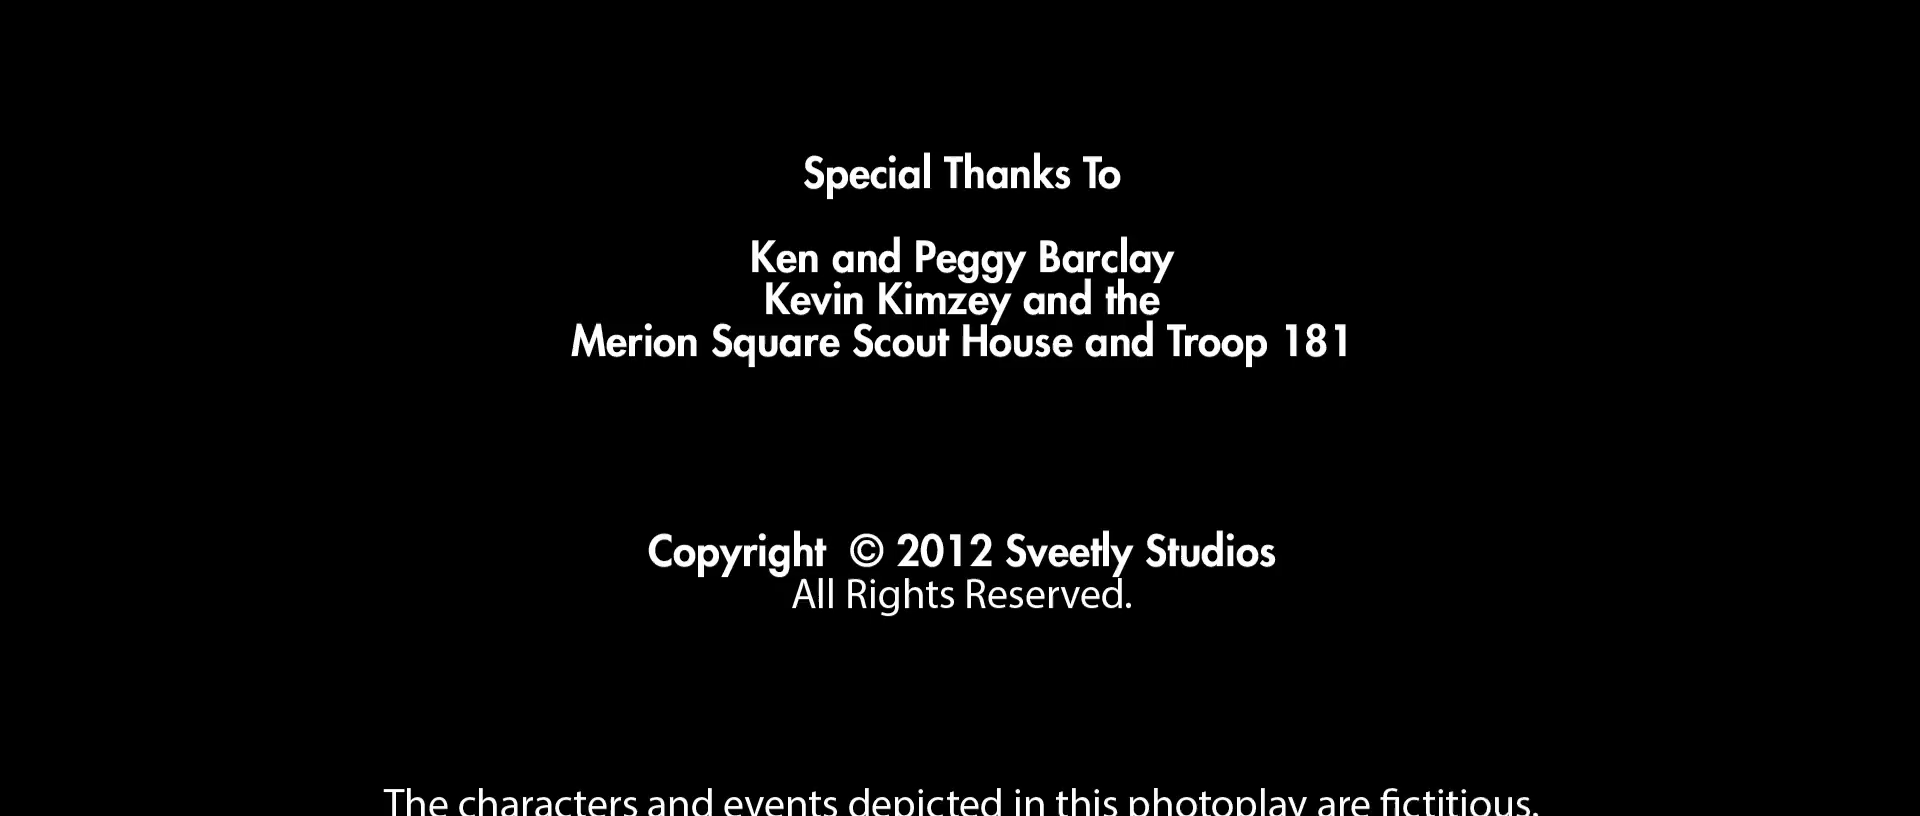 Special Thanks To
Ken and Peggy Barclay
Kevin Kimzey and the
Merion Square Scout House and Troop 181
Copyright © 2012 Sveetly Studios
All Rights Reserved.
The characters and events depicted in this photoplay are fictitious.